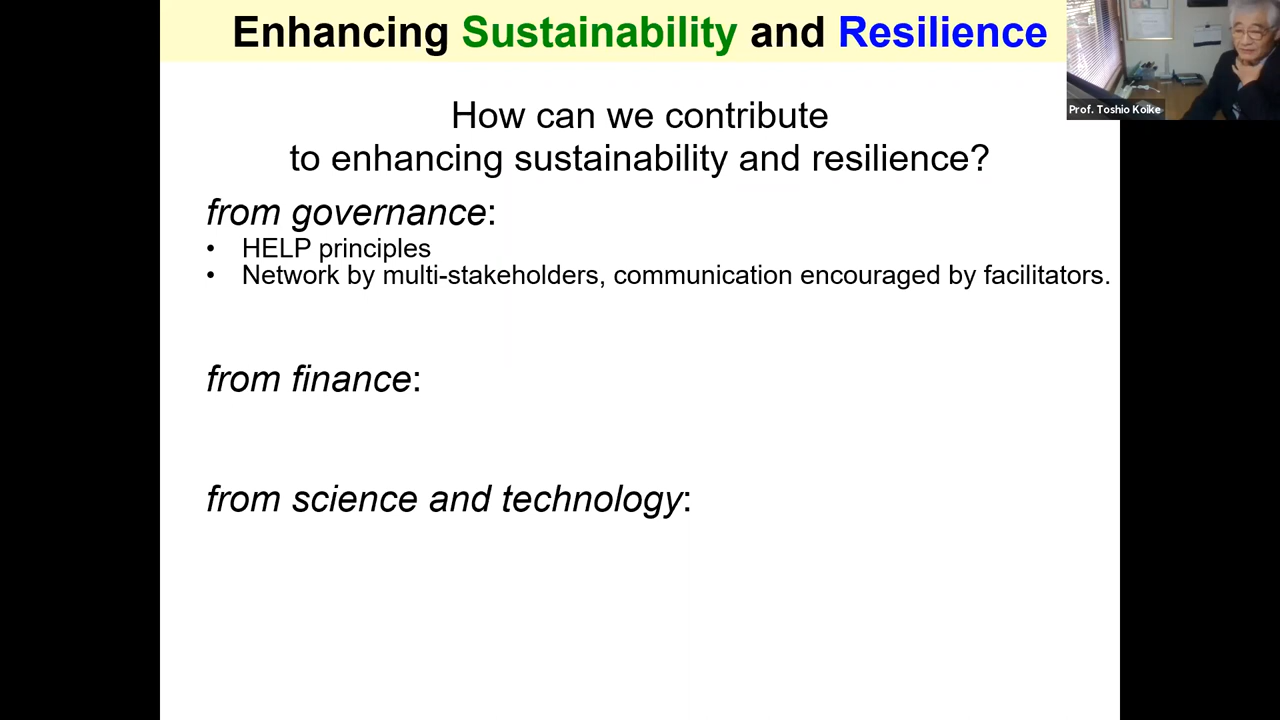 Enhancing Sustainability and Resilience
Prof. Toshio Koike
How can we contribute
to enhancing sustainability and resilience?
from governance:
• HELP principles
• Network by multi-stakeholders, communication encouraged by facilitators.
from finance:
from science and technology: